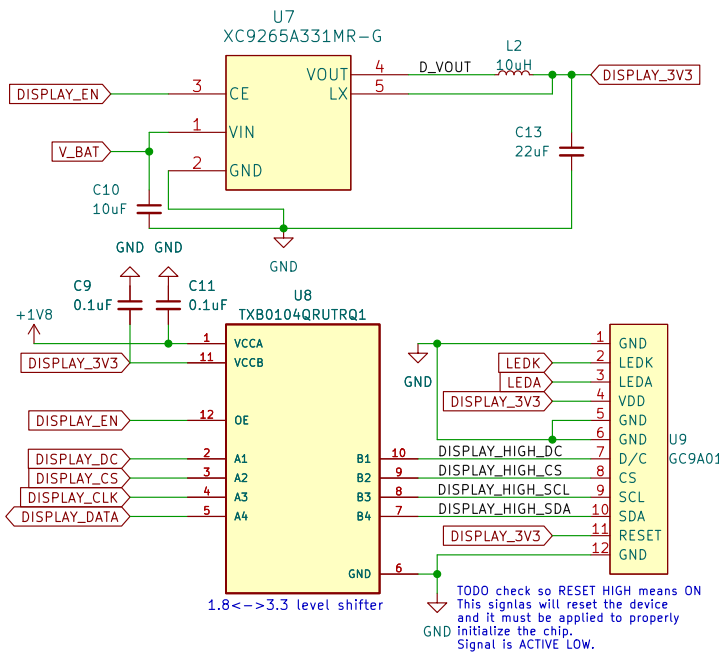 U7
XC9265A331MR-G
DISPLAY_EN 3 CE VOUT 4 D_VOUT L2 10uH DISPLAY_3V3
LX 5
V_BAT 1 VIN
2 GND
C13
22uF
C10
10uF
GND GND GND
C9 C11
0.1uF 0.1uF
U8
TXB0104QRUTRQ1
+1V8 1 VCCA
DISPLAY_3V3 11 VCCB
DISPLAY_EN 12 OE
DISPLAY_DC 2 A1 B1 10 DISPLAY_HIGH_DC
DISPLAY_CS 3 A2 B2 9 DISPLAY_HIGH_CS
DISPLAY_CLK 4 A3 B3 8 DISPLAY_HIGH_SCL
DISPLAY_DATA 5 A4 B4 7 DISPLAY_HIGH_SDA
GND 6
1.8<->3.3 level shifter
GND
1 GND
LEDK 2 LEDK
LEDA 3 LEDA
DISPLAY_3V3 4 VDD
5 GND
6 GND
7 D/C
8 CS
9 SCL
10 SDA
DISPLAY_3V3 11 RESET
12 GND
U9
GC9A01
GND
TODO check so RESET HIGH means ON
This signlas will reset the device
and it must be applied to properly
initialize the chip.
Signal is ACTIVE LOW.